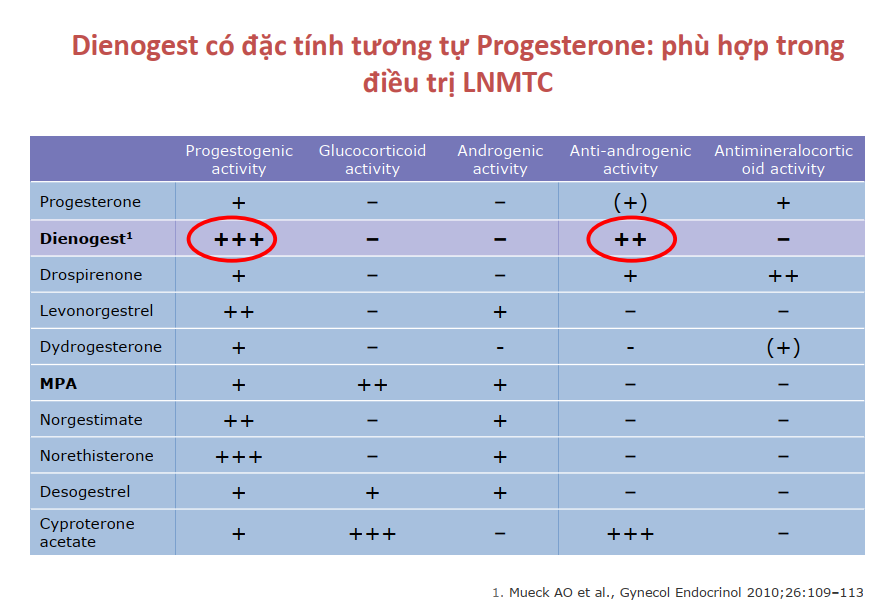 Dienogest có đặc tính tương tự Progesterone: phù hợp trong
điều trị LNMTC
Progestogenic activity Glucocorticoid activity Androgenic activity Anti-androgenic activity Antimineralocortic oid activity
Progesterone + – – (+) +
Dienogest¹ +++ – – ++ –
Drospirenone + – – + ++
Levonorgestrel ++ – + – –
Dydrogesterone + – - - (+)
MPA + ++ + – –
Norgestimate ++ – + – –
Norethisterone +++ – + – –
Desogestrel + + + – –
Cyproterone acetate + +++ – +++ –
1. Mueck AO et al., Gynecol Endocrinol 2010;26:109–113